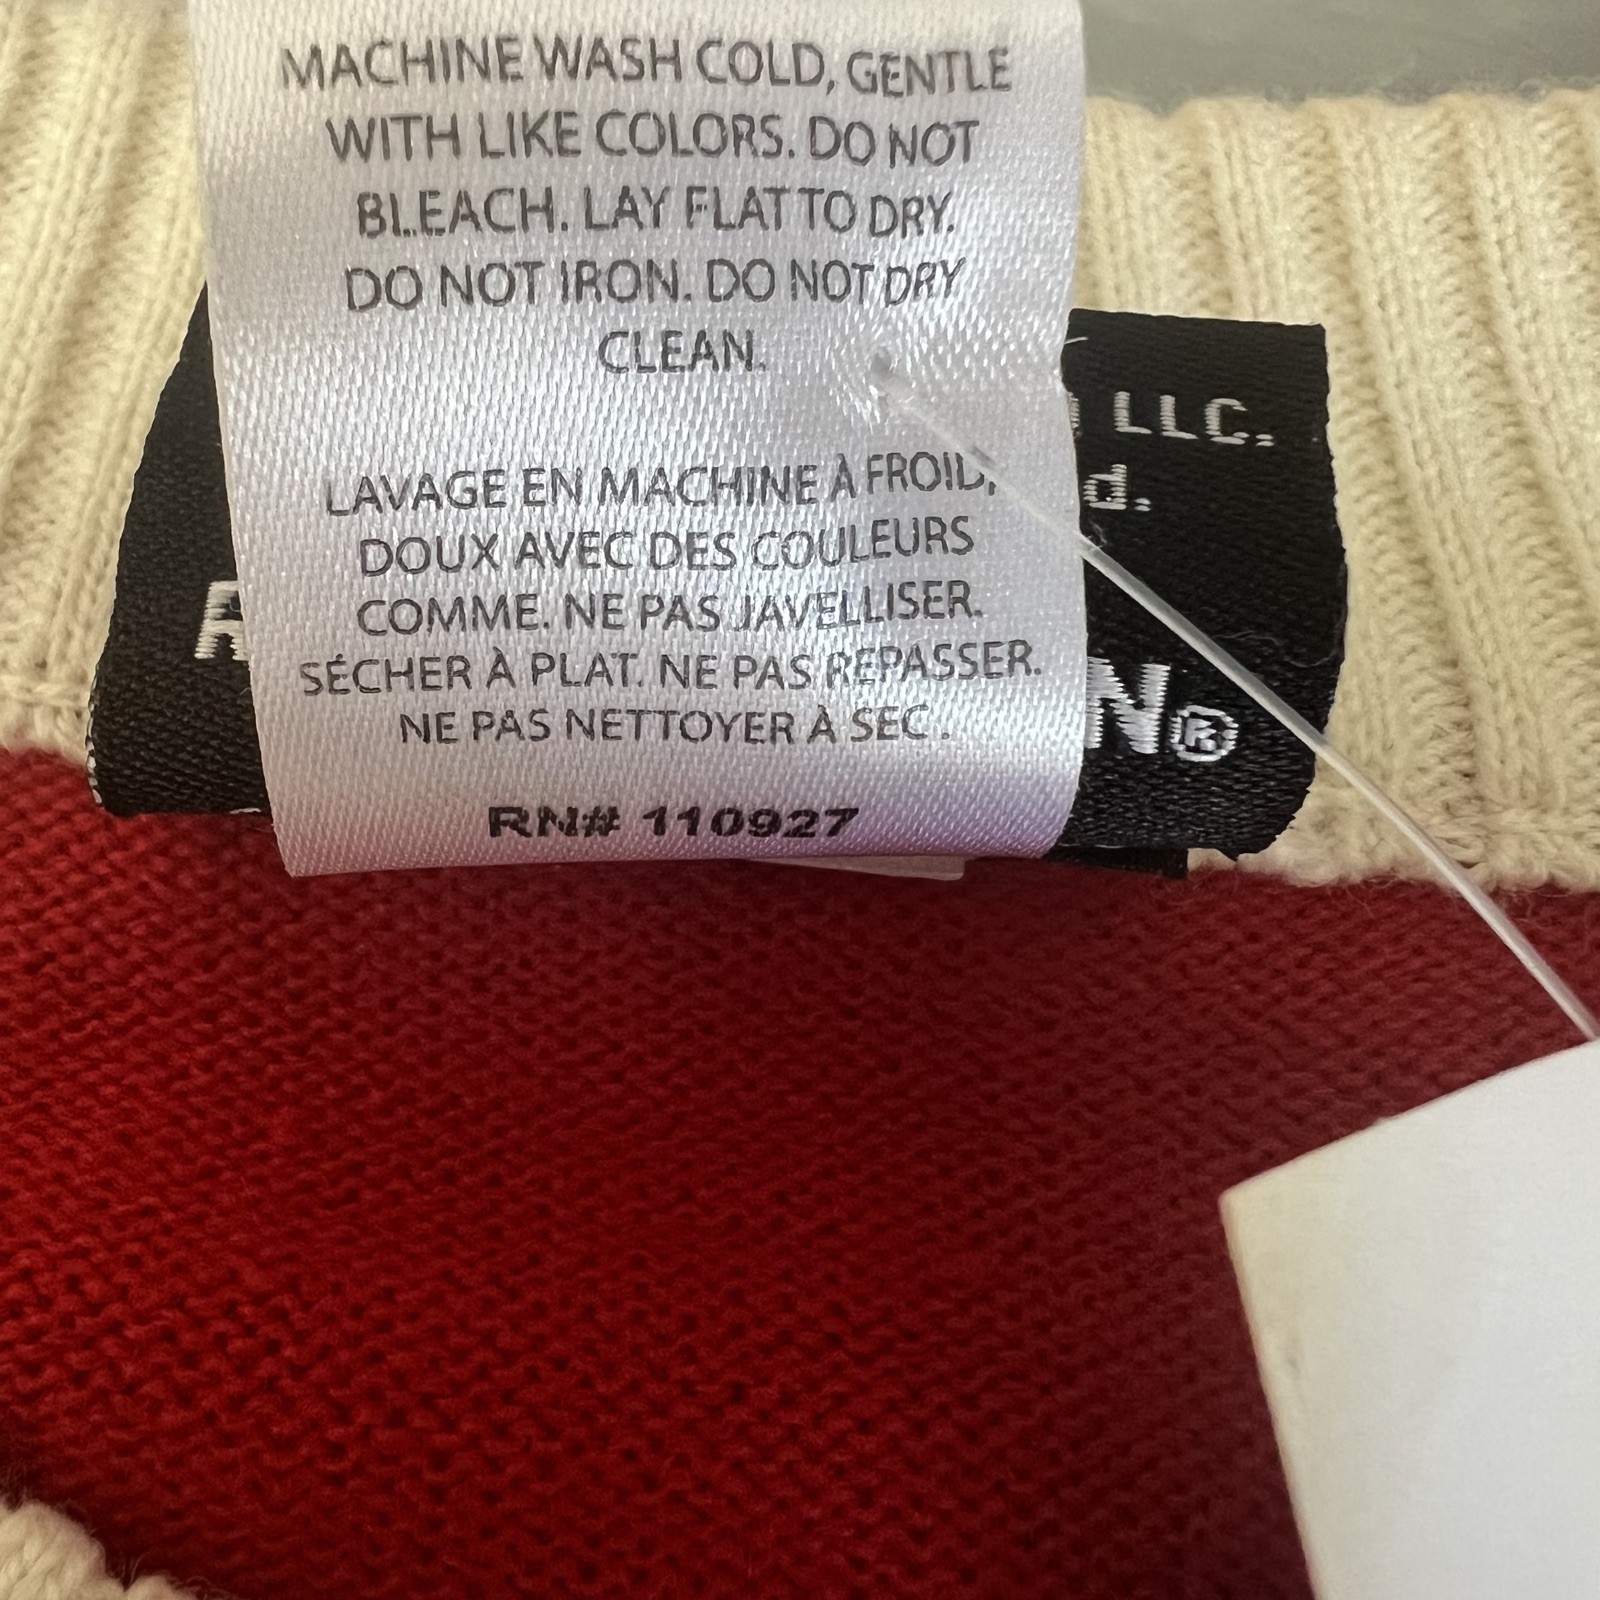 MACHINE WASH COLD, GENTLE
WITH LIKE COLORS. DO NOT
BLEACH. LAY FLAT TO DRY.
DO NOT IRON. DO NOT DRY
CLEAN.
LAVAGE EN MACHINE À FROID,
DOUX AVEC DES COULEURS
COMME. NE PAS JAVELLISER.
SÉCHER À PLAT. NE PAS REPASSER.
NE PAS NETTOYER À SEC.
RN# 110927
LLC.